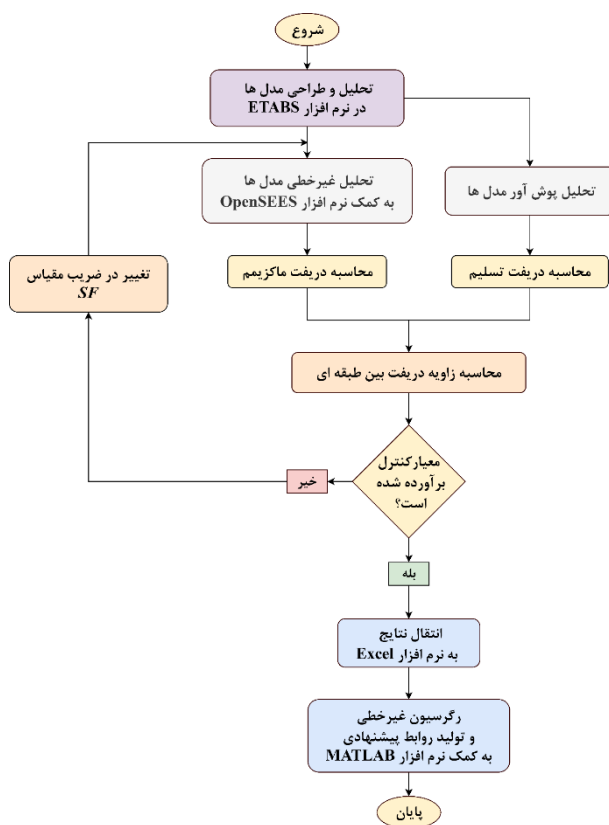 شروع
تحلیل و طراحی مدل ها
در نرم افزار ETABS
تحلیل غیرخطی مدل ها
به کمک نرم افزار OpenSEES
تحلیل پوش آور مدل ها
تغییر در ضریب مقیاس
SF
محاسبه دریفت ماکزیمم
محاسبه دریفت تسلیم
محاسبه زاویه دریفت بین طبقه ای
معیارکنترل
برآورده شده
است؟
خیر
بله
انتقال نتایج
به نرم افزار Excel
رگرسیون غیرخطی
و تولید روابط پیشنهادی
به کمک نرم افزار MATLAB
پایان